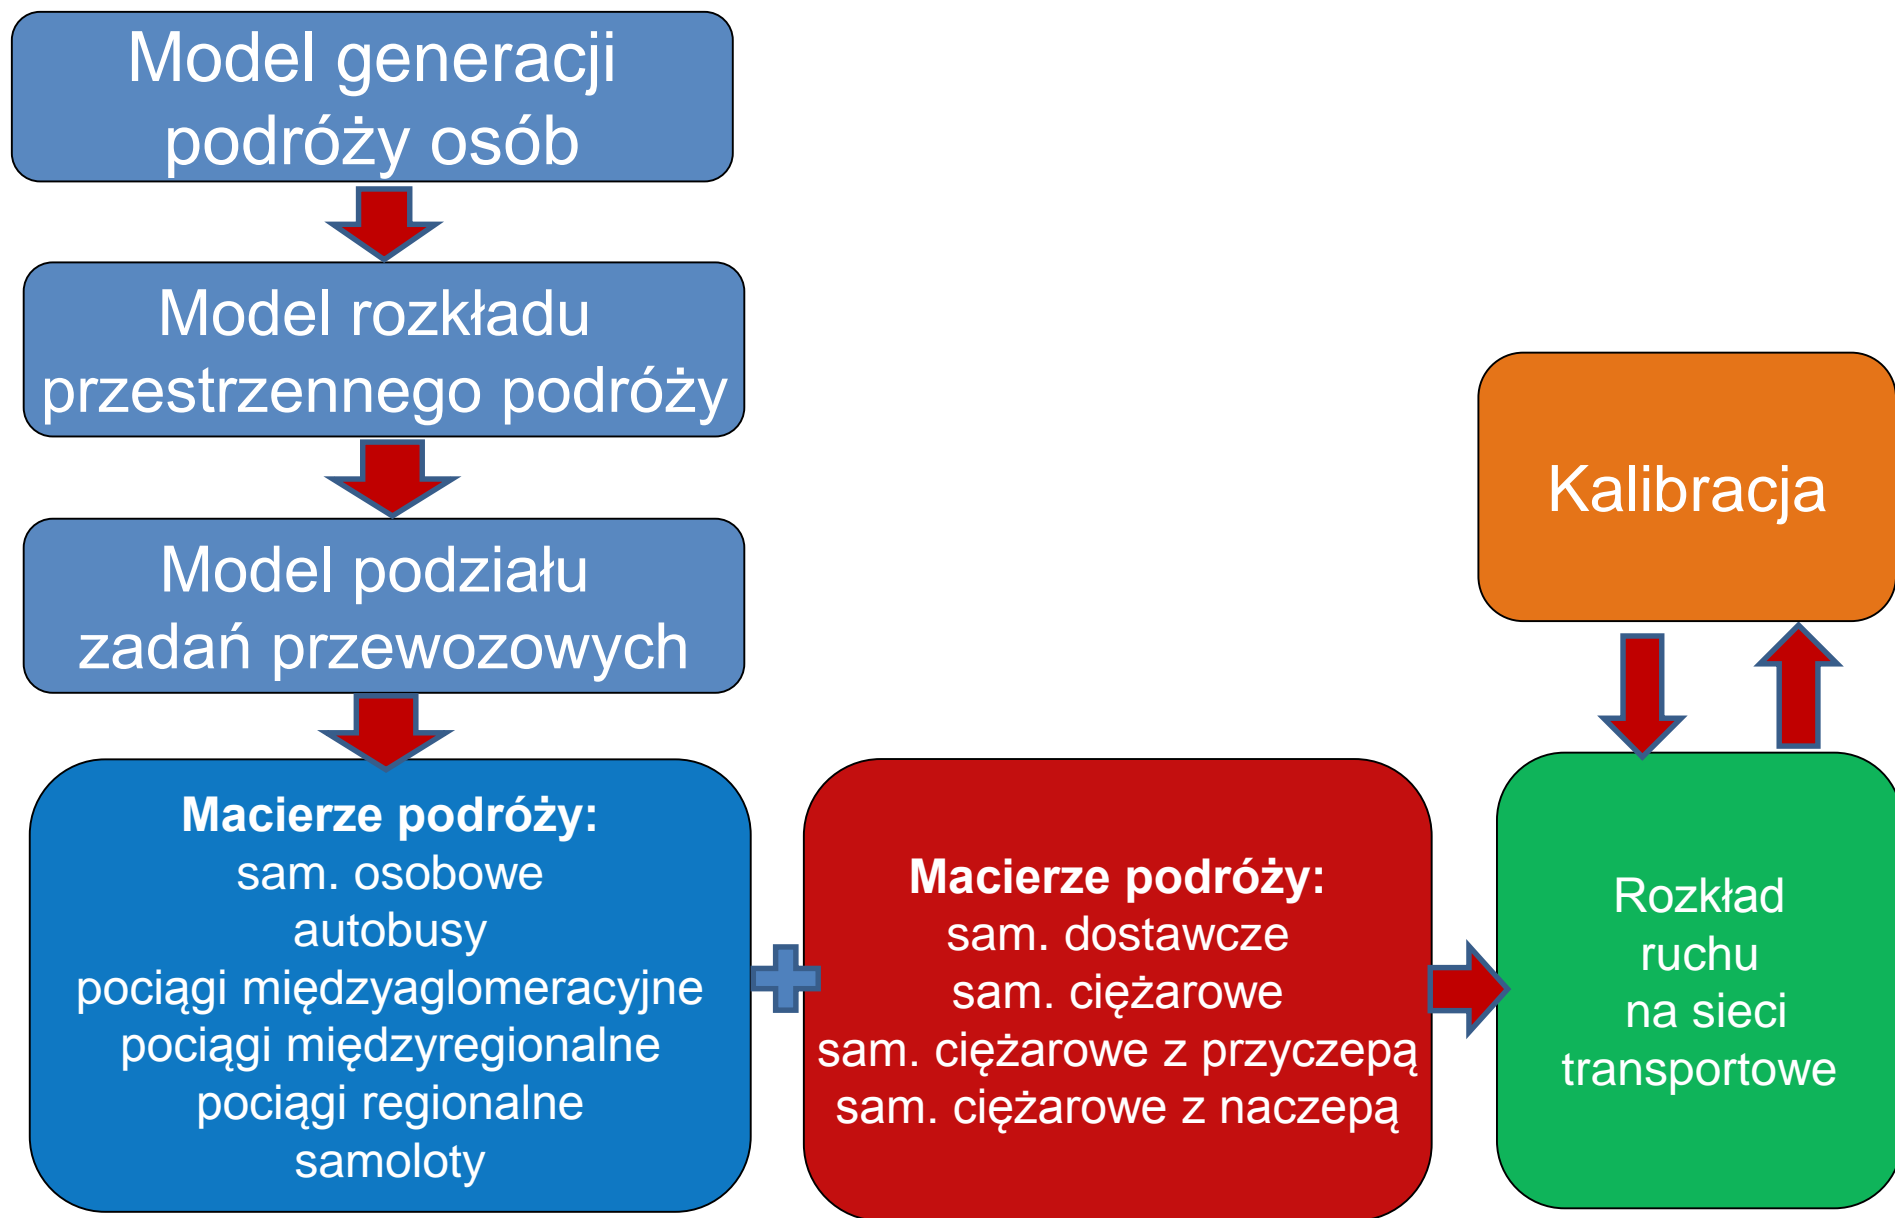 Model generacji
podróży osób
Model rozkładu
przestrzennego podróży
Model podziału
zadań przewozowych
Macierze podróży:
sam. osobowe
autobusy
pociągi międzyaglomeracyjne
pociągi międzyregionalne
pociągi regionalne
samoloty
Macierze podróży:
sam. dostawcze
sam. ciężarowe
sam. ciężarowe z przyczepą
sam. ciężarowe z naczepą
Kalibracja
Rozkład
ruchu
na sieci
transportowe